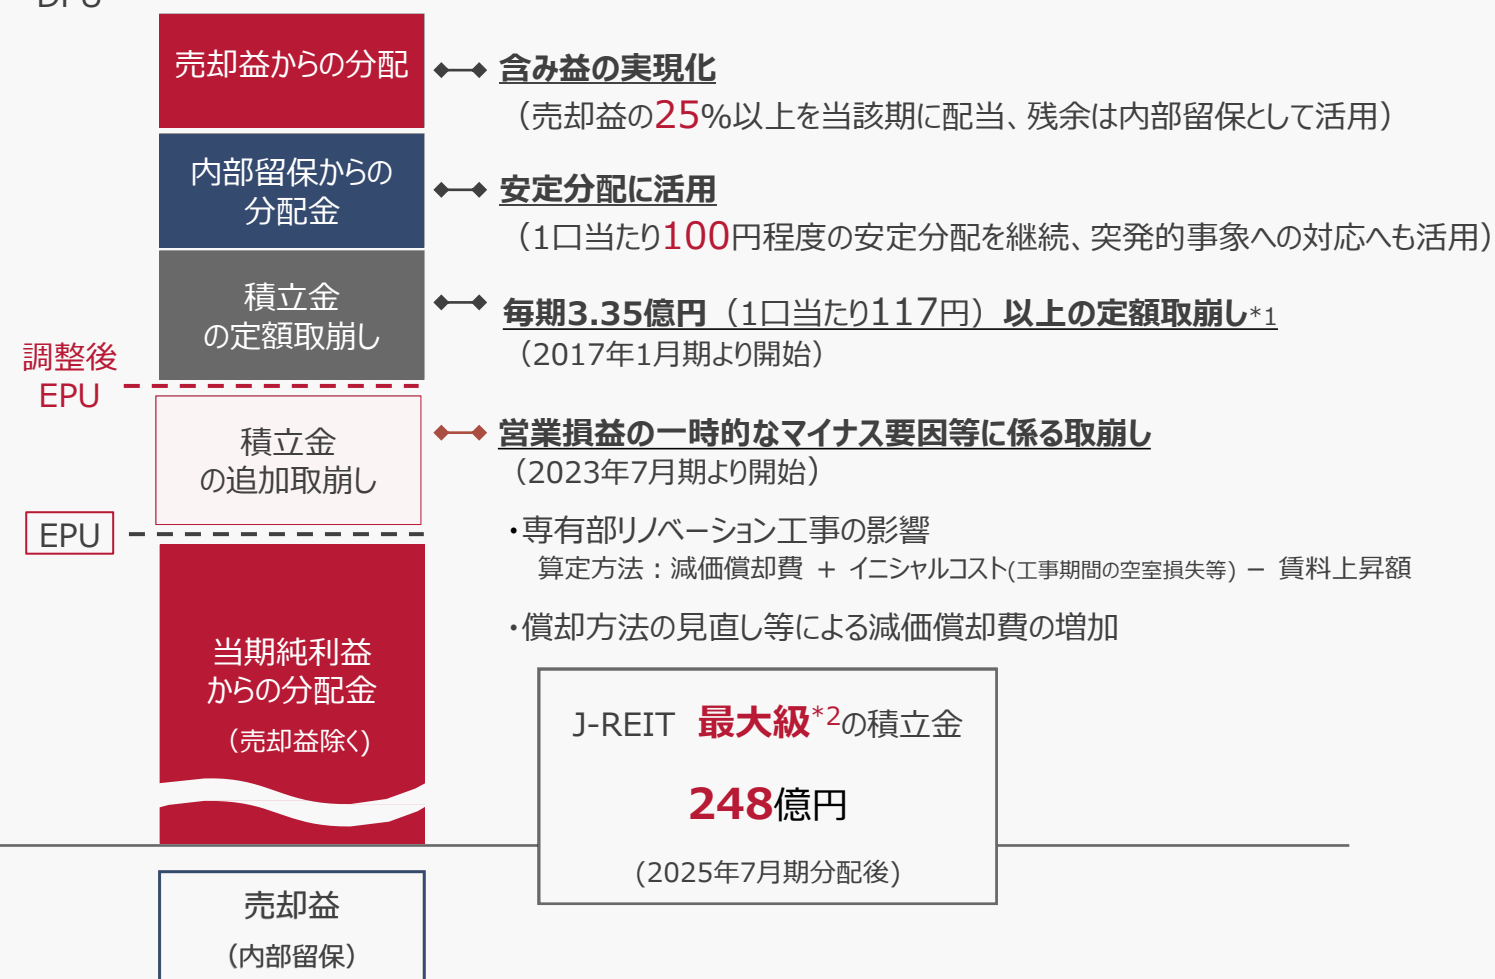 DPU
売却益からの分配
含み益の実現化
（売却益の25%以上を当該期に配当、残余は内部留保として活用）
内部留保からの
分配金
安定分配に活用
（1口当たり100円程度の安定分配を継続、突発的事象への対応へも活用）
積立金
の定額取崩し
毎期3.35億円（1口当たり117円）以上の定額取崩し*1
（2017年1月期より開始）
調整後
EPU
積立金
の追加取崩し
営業損益の一時的なマイナス要因等に係る取崩し
（2023年7月期より開始）
・専有部リノベーション工事の影響
算定方法：減価償却費 + イニシャルコスト(工事期間の空室損失等) − 賃料上昇額
・償却方法の見直し等による減価償却費の増加
EPU
当期純利益
からの分配金
（売却益除く)
J-REIT 最大級*2の積立金
248億円
(2025年7月期分配後)
売却益
（内部留保）